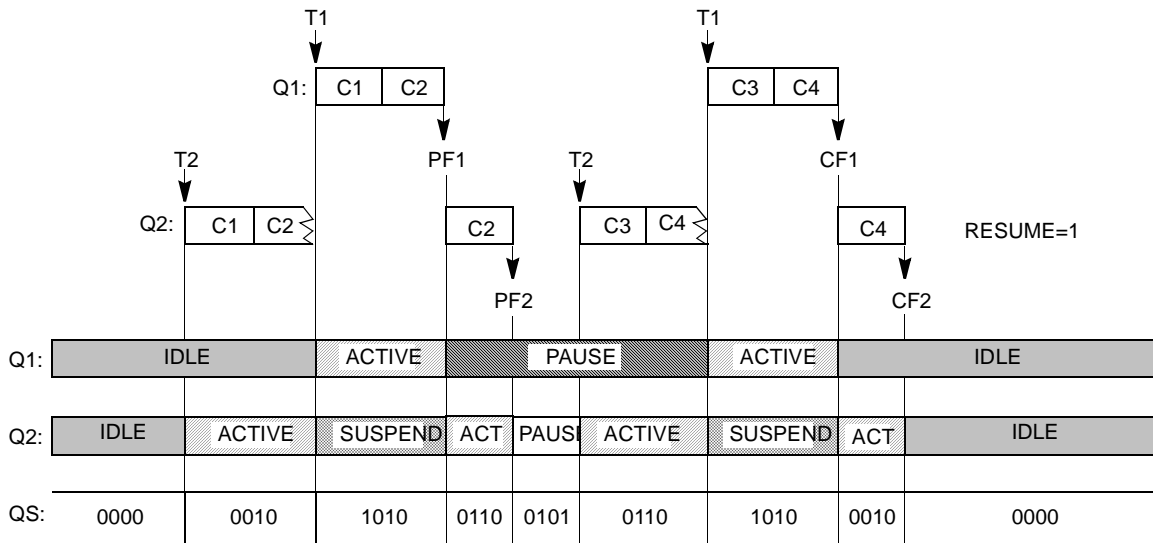 T1 T1
Q1: C1 C2 C3 C4
T2 PF1 T2 CF1
Q2: C1 C2 C2 C3 C4 C4 RESUME=1
PF2 CF2
Q1: IDLE ACTIVE PAUSE ACTIVE IDLE
Q2: IDLE ACTIVE SUSPEND ACT PAUSE ACTIVE SUSPEND ACT IDLE
QS: 0000 0010 1010 0110 0101 0110 1010 0010 0000